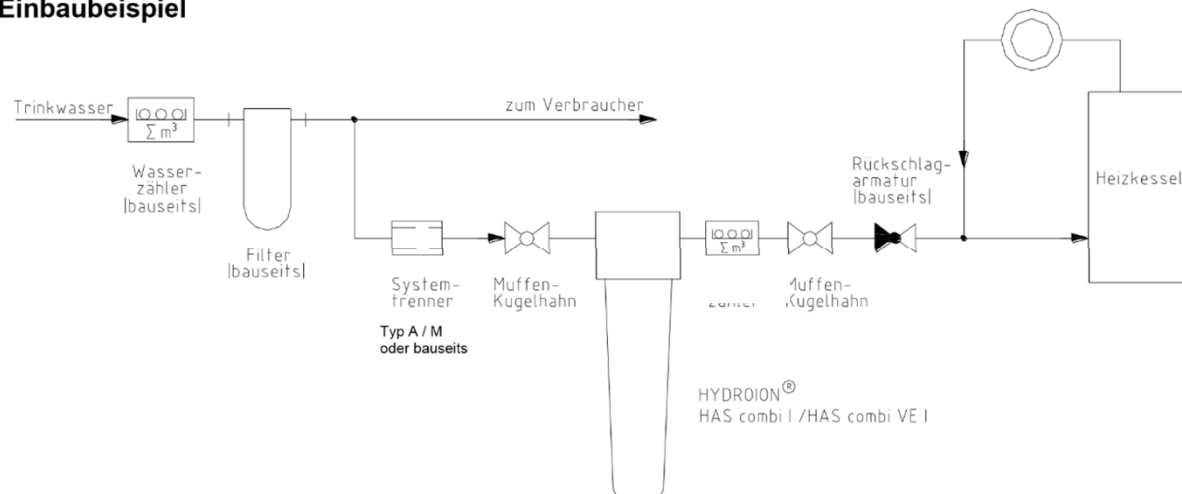 Einbaubeispiel
Trinkwasser
Σ m³
Wasser-
zähler
|bauseits|
Filter
|bauseits|
zum Verbraucher
System-
trenner
Typ A / M
oder bauseits
Muffen-
Kugelhahn
Σ m³
Kugelhahn
Rückschlag-
armatur
|bauseits|
Heizkessel
HYDROION®
HAS combi I /HAS combi VE I